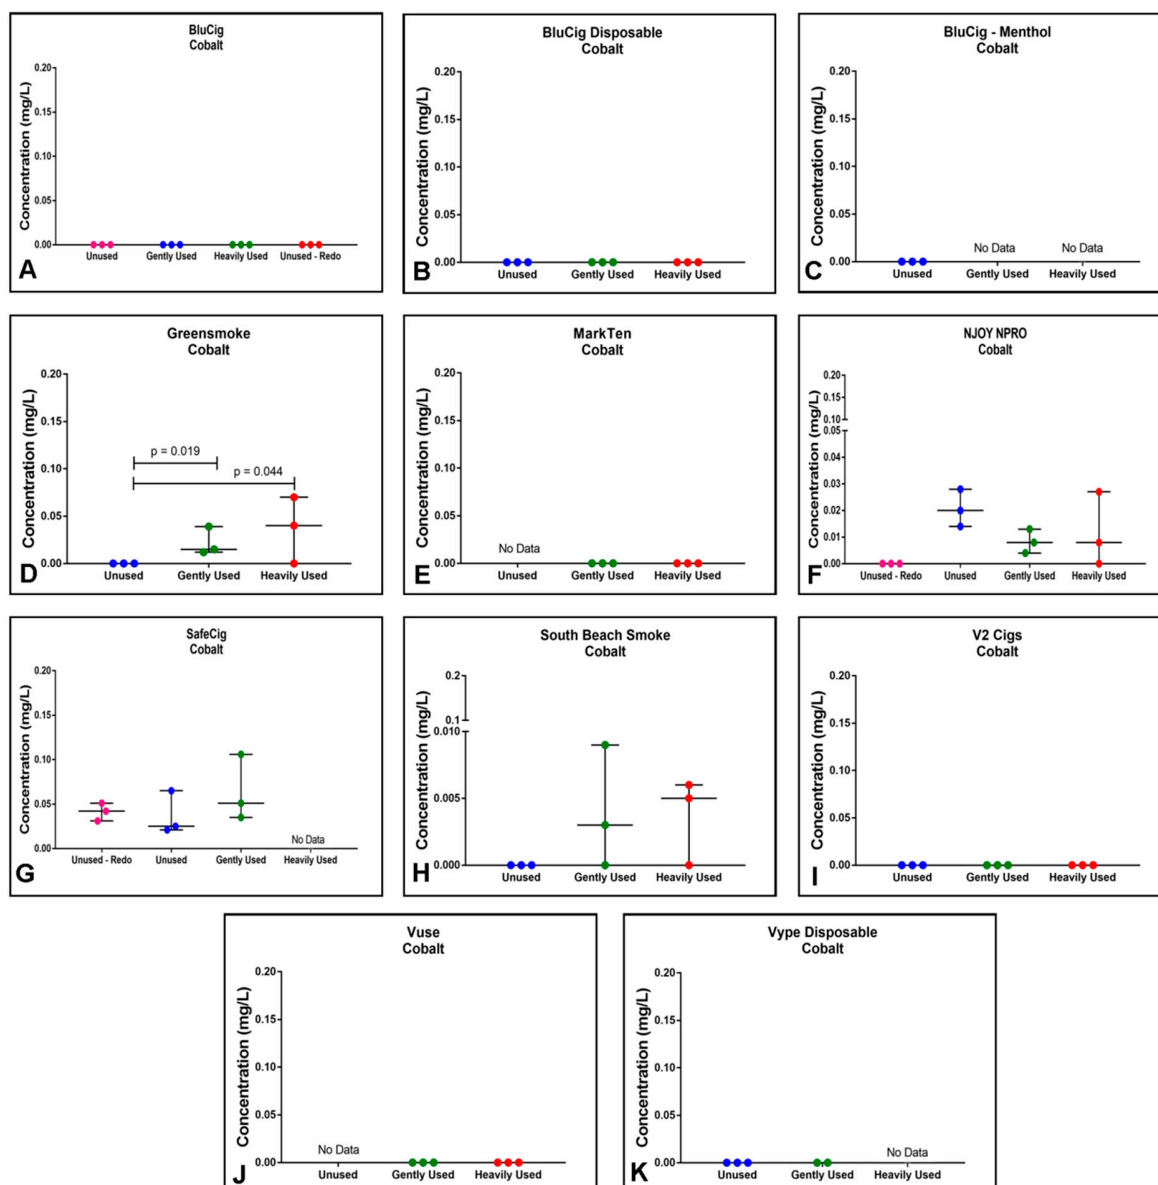 BluCig
Cobalt
Concentration (mg/L)
0.20
0.15
0.10
0.05
0.00
Unused
Gently Used
Heavily Used
Unused - Redo
A
BluCig Disposable
Cobalt
Concentration (mg/L)
0.20
0.15
0.10
0.05
0.00
Unused
Gently Used
Heavily Used
B
BluCig - Menthol
Cobalt
Concentration (mg/L)
0.20
0.15
0.10
0.05
0.00
No Data
No Data
Unused
Gently Used
Heavily Used
C
Greensmoke
Cobalt
Concentration (mg/L)
0.20
0.15
0.10
0.05
0.00
p = 0.019
p = 0.044
Unused
Gently Used
Heavily Used
D
MarkTen
Cobalt
Concentration (mg/L)
0.20
0.15
0.10
0.05
0.00
No Data
Unused
Gently Used
Heavily Used
E
NJOY NPRO
Cobalt
Concentration (mg/L)
0.20
0.15
0.10
0.05
0.04
0.03
0.02
0.01
0.00
Unused - Redo
Unused
Gently Used
Heavily Used
F
SafeCig
Cobalt
Concentration (mg/L)
0.20
0.15
0.10
0.05
0.00
No Data
Unused - Redo
Unused
Gently Used
Heavily Used
G
South Beach Smoke
Cobalt
Concentration (mg/L)
0.2
0.1
0.010
0.005
0.000
Unused
Gently Used
Heavily Used
H
V2 Cigs
Cobalt
Concentration (mg/L)
0.20
0.15
0.10
0.05
0.00
Unused
Gently Used
Heavily Used
I
Vuse
Cobalt
Concentration (mg/L)
0.20
0.15
0.10
0.05
0.00
No Data
Unused
Gently Used
Heavily Used
J
Vype Disposable
Cobalt
Concentration (mg/L)
0.20
0.15
0.10
0.05
0.00
No Data
Unused
Gently Used
Heavily Used
K